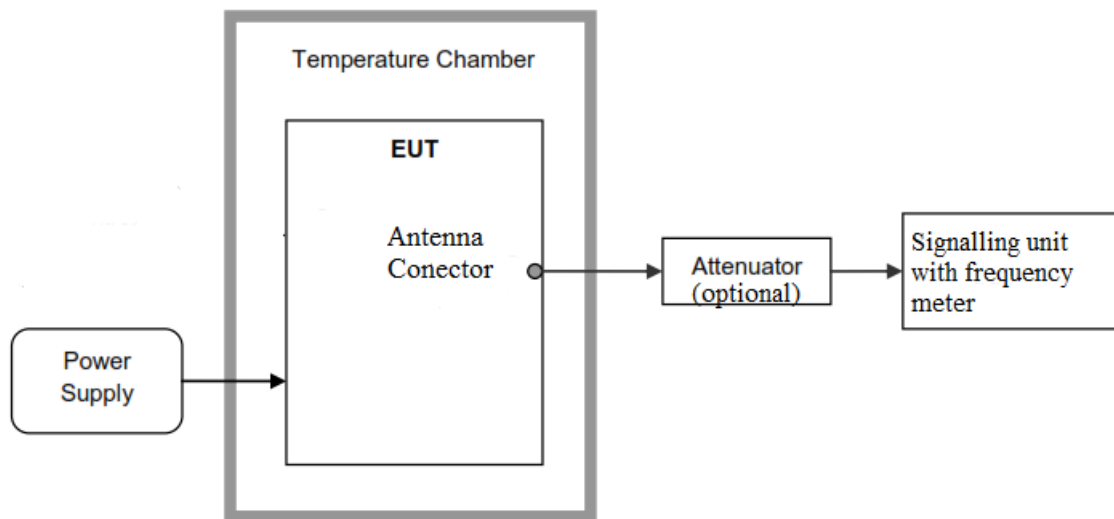 Temperature Chamber
EUT
Antenna
Conector
Attenuator
(optional)
Signalling unit
with frequency
meter
Power
Supply